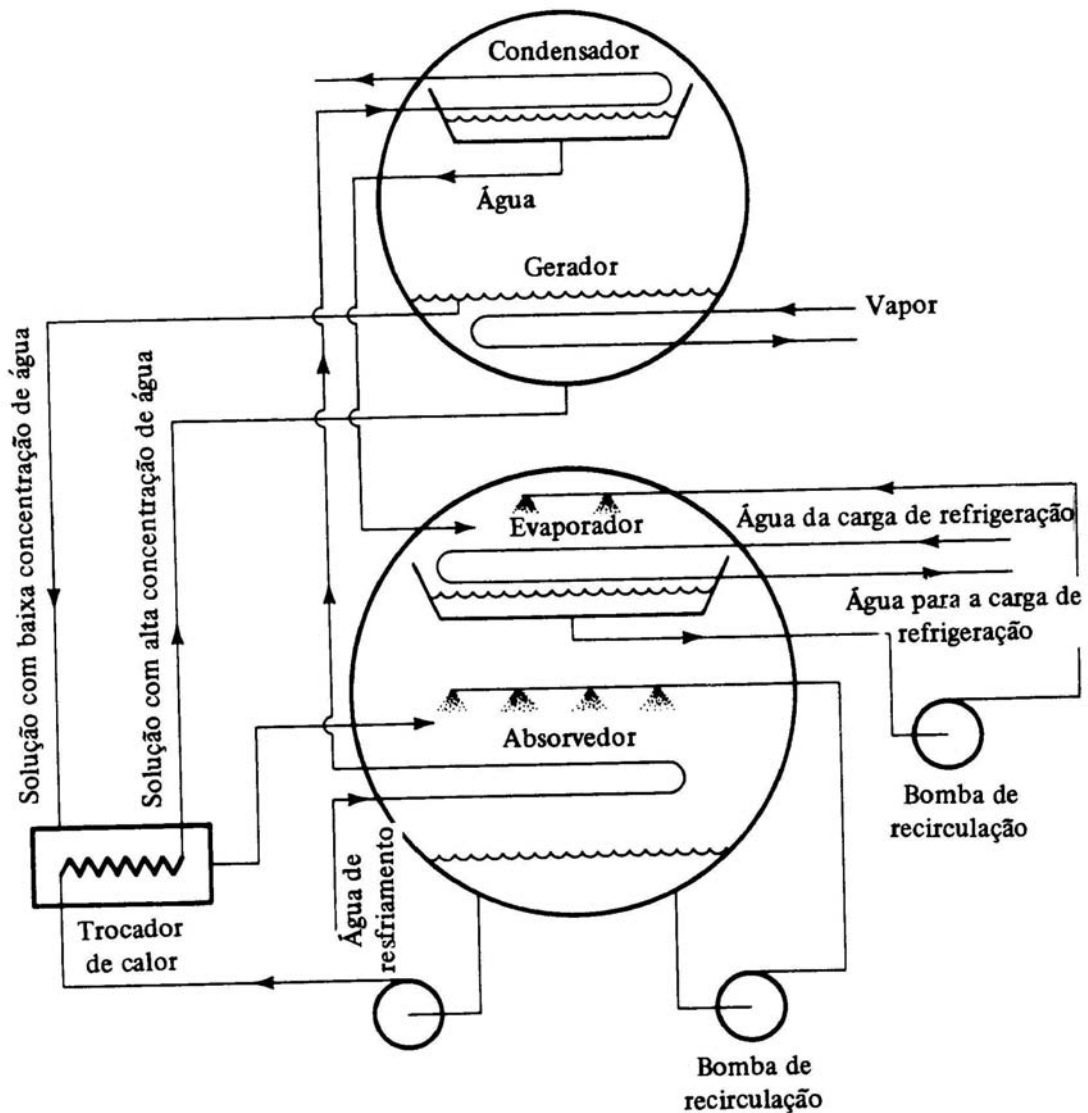 Condensador
Água
Gerador
Vapor
Solução com baixa concentração de água
Solução com alta concentração de água
Evaporador
Água da carga de refrigeração
Água para a carga de
refrigeração
Absorvedor
Bomba de
recirculação
Água de
resfriamento
Trocador
de calor
Bomba de
recirculação